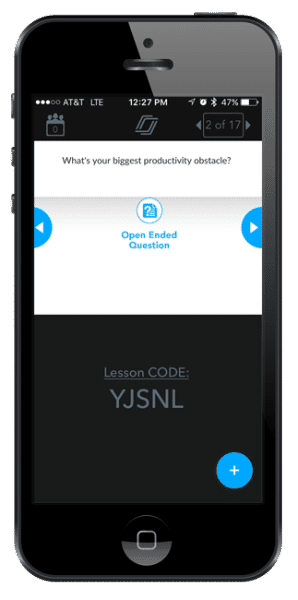 AT&T LTE 12:27 PM 47%
0
2 of 17
What's your biggest productivity obstacle?
Open Ended
Question
Lesson CODE:
YJSNL
+